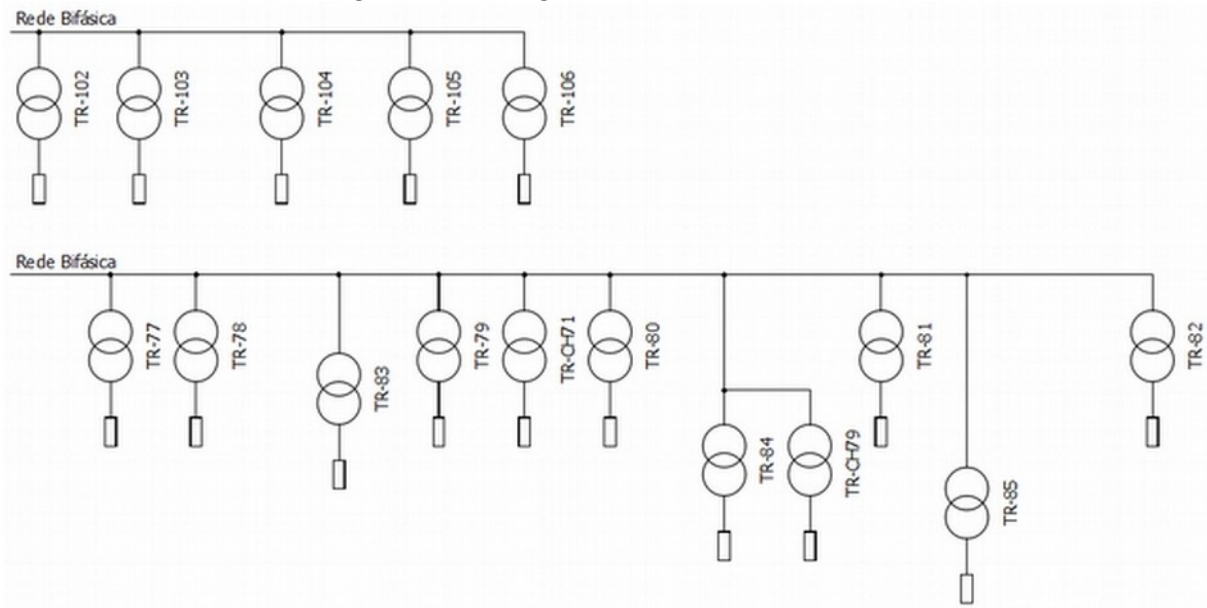 Rede Bifásica
TR-102
TR-103
TR-104
TR-105
TR-106
Rede Bifásica
TR-77
TR-78
TR-83
TR-79
TR-CH71
TR-80
TR-84
TR-CH79
TR-81
TR-85
TR-82